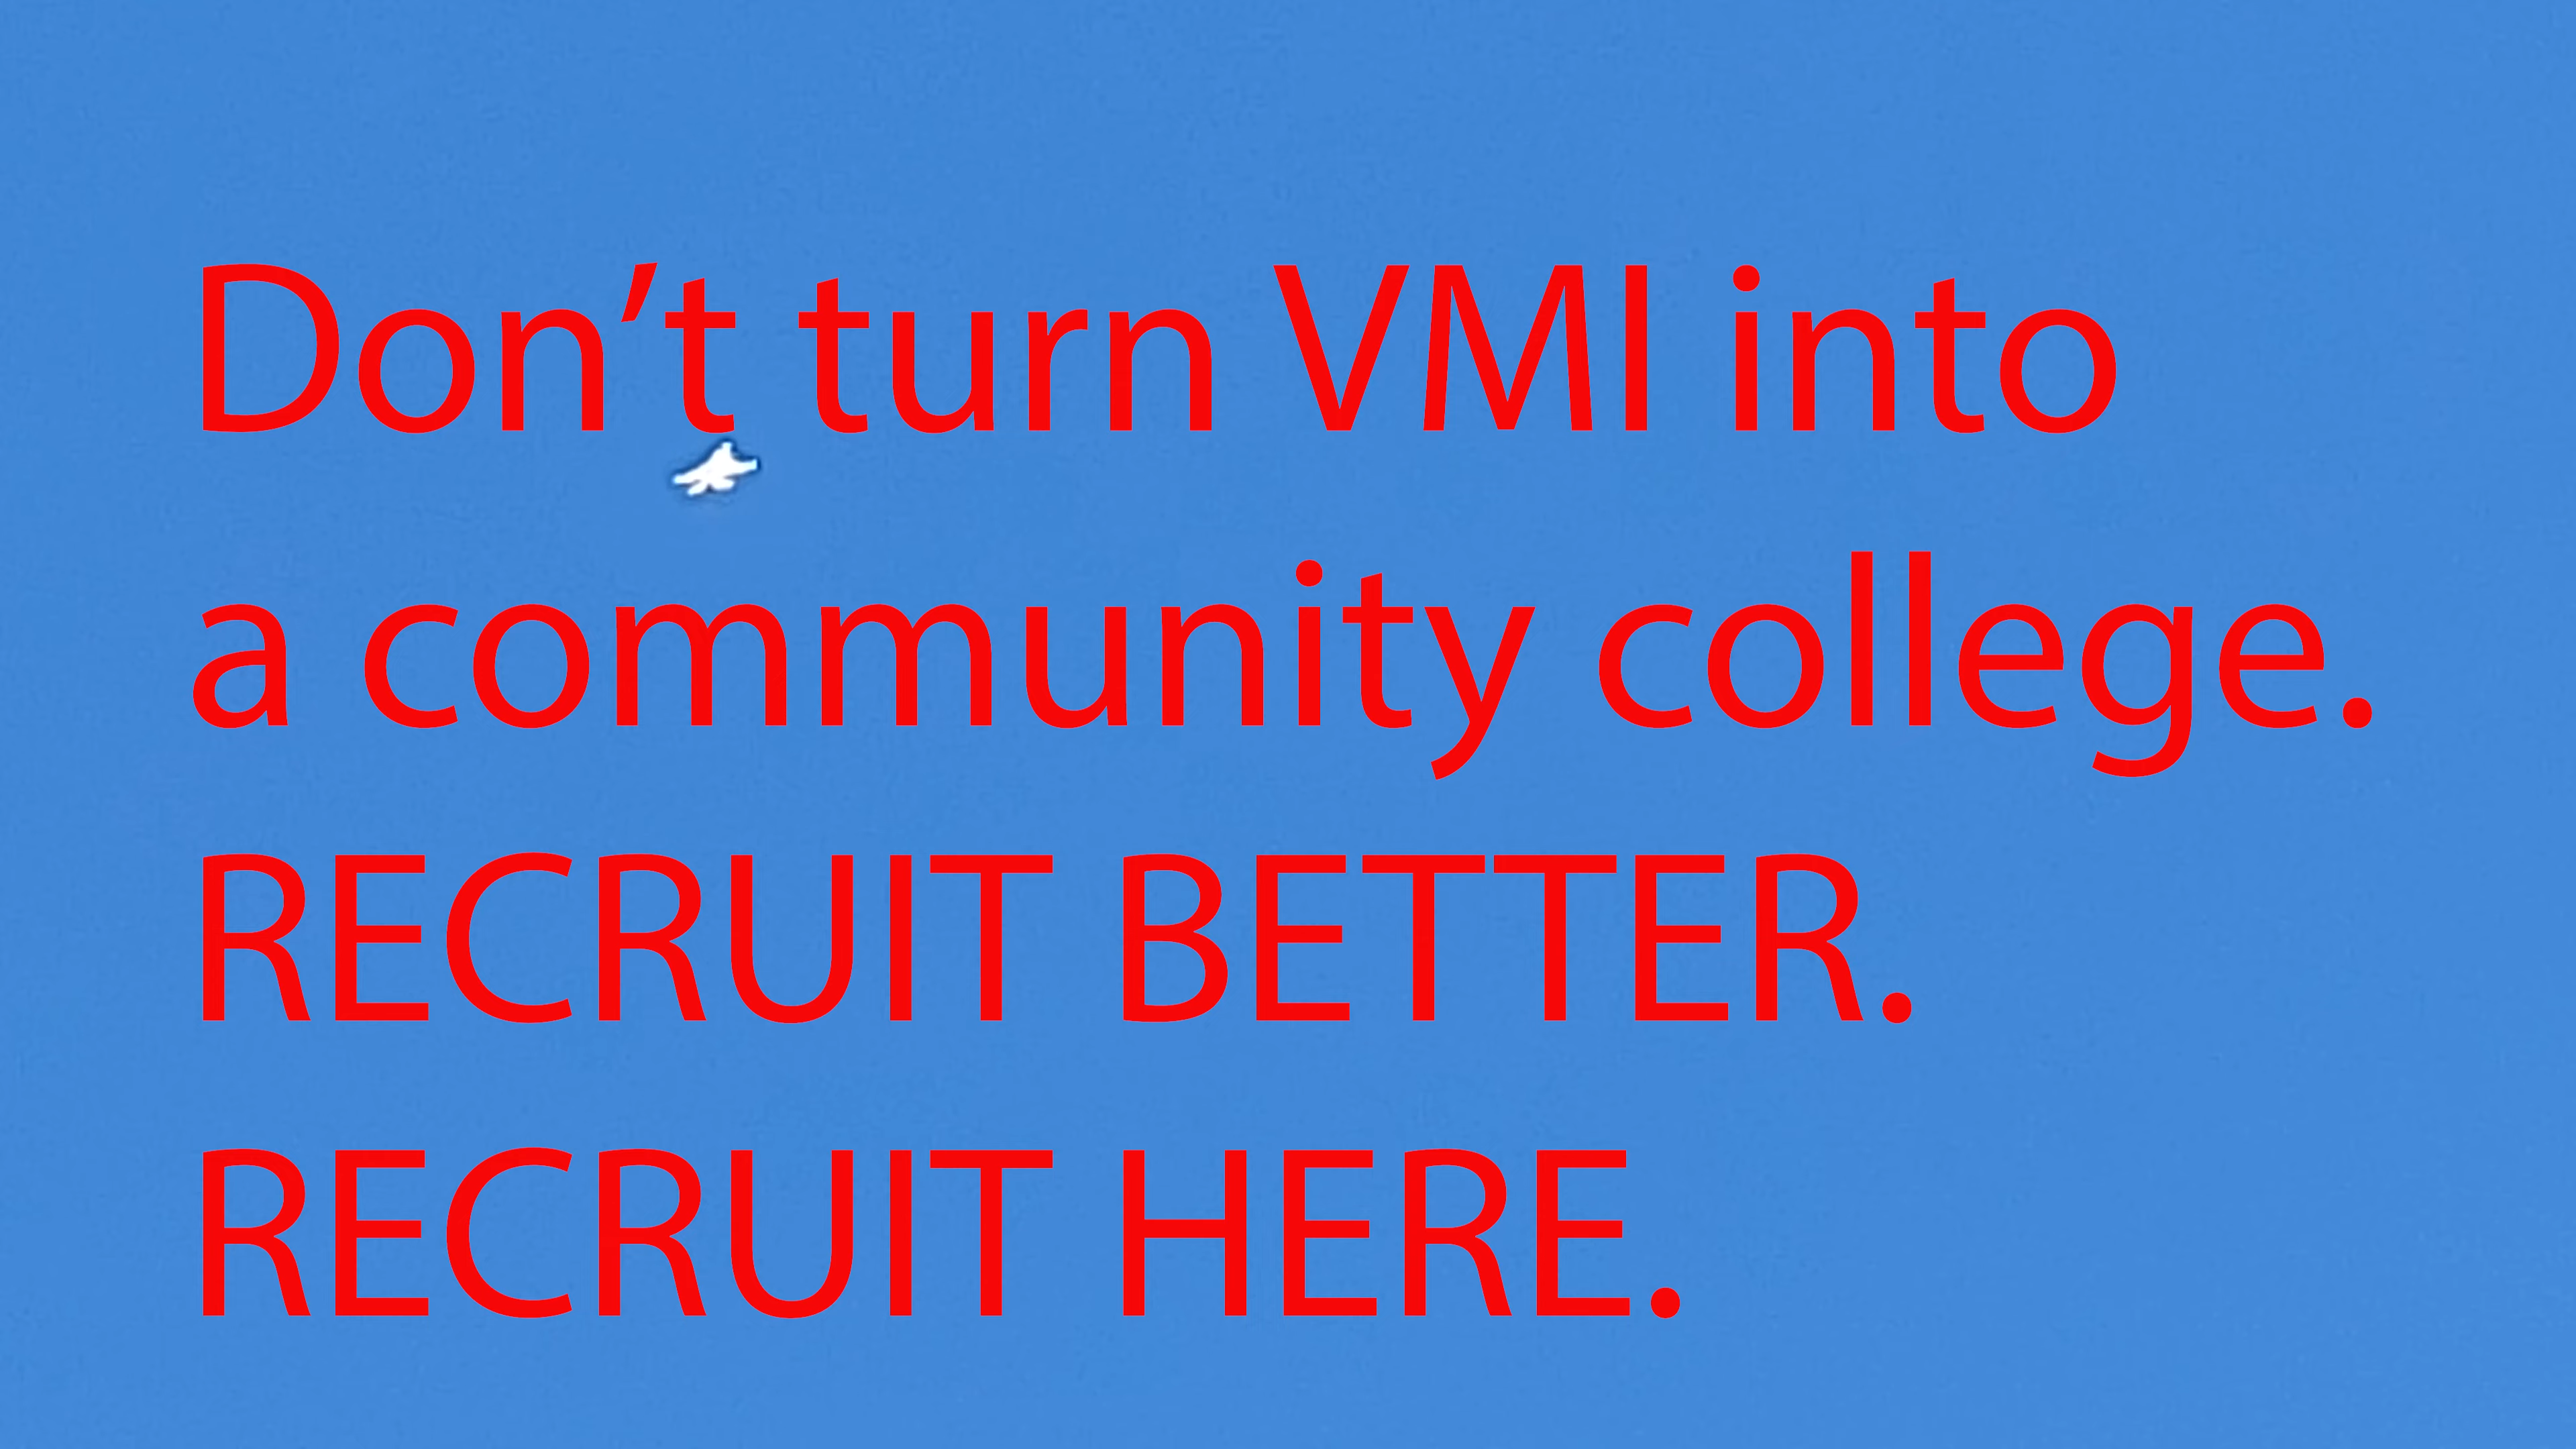 Don’t turn VMI into
a community college.
RECRUIT BETTER.
RECRUIT HERE.